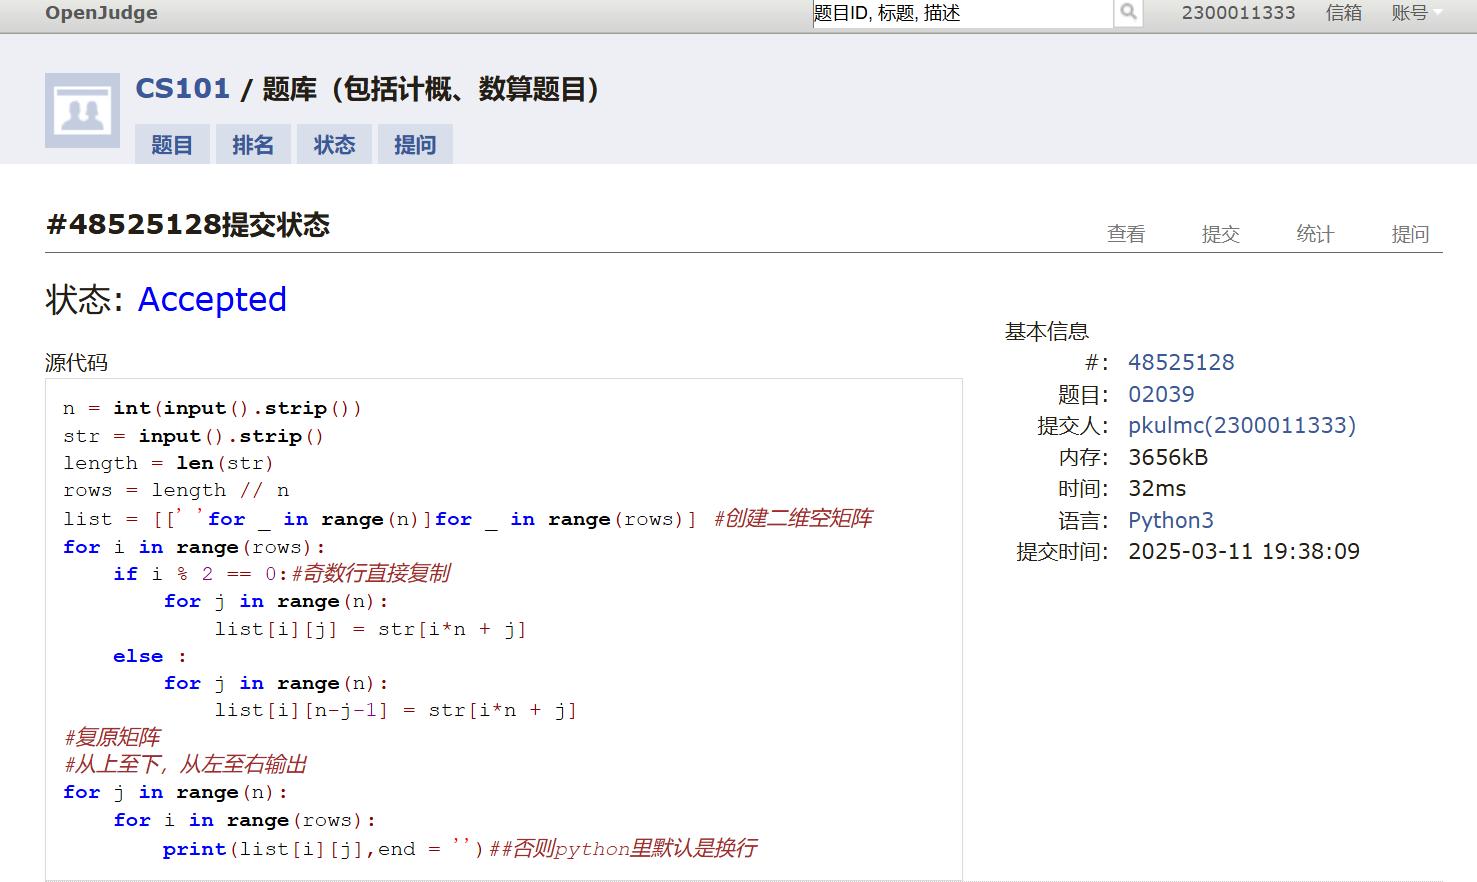 OpenJudge
题目ID, 标题, 描述
2300011333 信箱 账号
CS101 / 题库（包括计概、数算题目）
题目 排名 状态 提问
#48525128提交状态
查看 提交 统计 提问
状态: Accepted
源代码
n = int(input().strip())
str = input().strip()
length = len(str)
rows = length // n
list = [[' 'for _ in range(n)]for _ in range(rows)] #创建二维空矩阵
for i in range(rows):
    if i % 2 == 0:#奇数行直接复制
        for j in range(n):
            list[i][j] = str[i*n + j]
    else :
        for j in range(n):
            list[i][n-j-1] = str[i*n + j]
#复原矩阵
#从上至下，从左至右输出
for j in range(n):
    for i in range(rows):
        print(list[i][j],end = '')##否则python里默认是换行
基本信息
#: 48525128
题目: 02039
提交人: pkulmc(2300011333)
内存: 3656kB
时间: 32ms
语言: Python3
提交时间: 2025-03-11 19:38:09